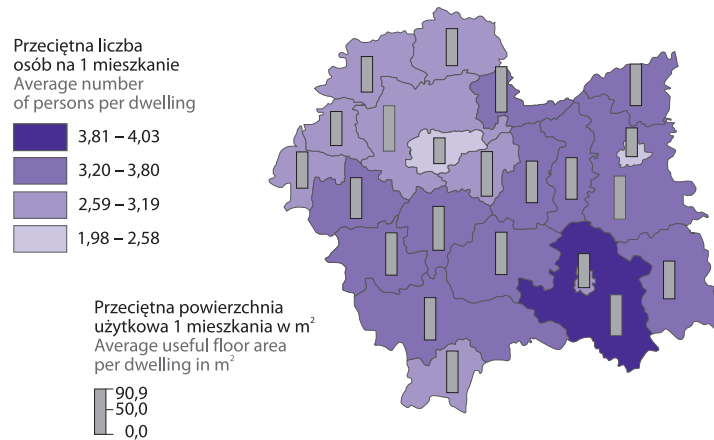 Przeciętna liczba
osób na 1 mieszkanie
Average number
of persons per dwelling
3,81 – 4,03
3,20 – 3,80
2,59 – 3,19
1,98 – 2,58
Przeciętna powierzchnia
użytkowa 1 mieszkania w m²
Average useful floor area
per dwelling in m²
90,9
50,0
0,0